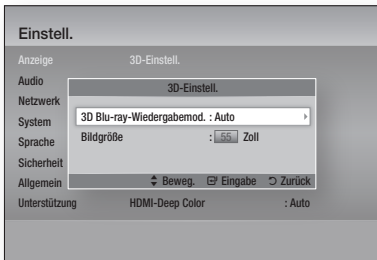 Einstell.
Anzeige 3D-Einstell.
Audio
3D-Einstell.
Netzwerk
System
3D Blu-ray-Wiedergabemod. : Auto
Sprache
Bildgröße : 55 Zoll
Sicherheit
Allgemein
Beweg. Eingabe Zurück
Unterstützung HDMI-Deep Color : Auto